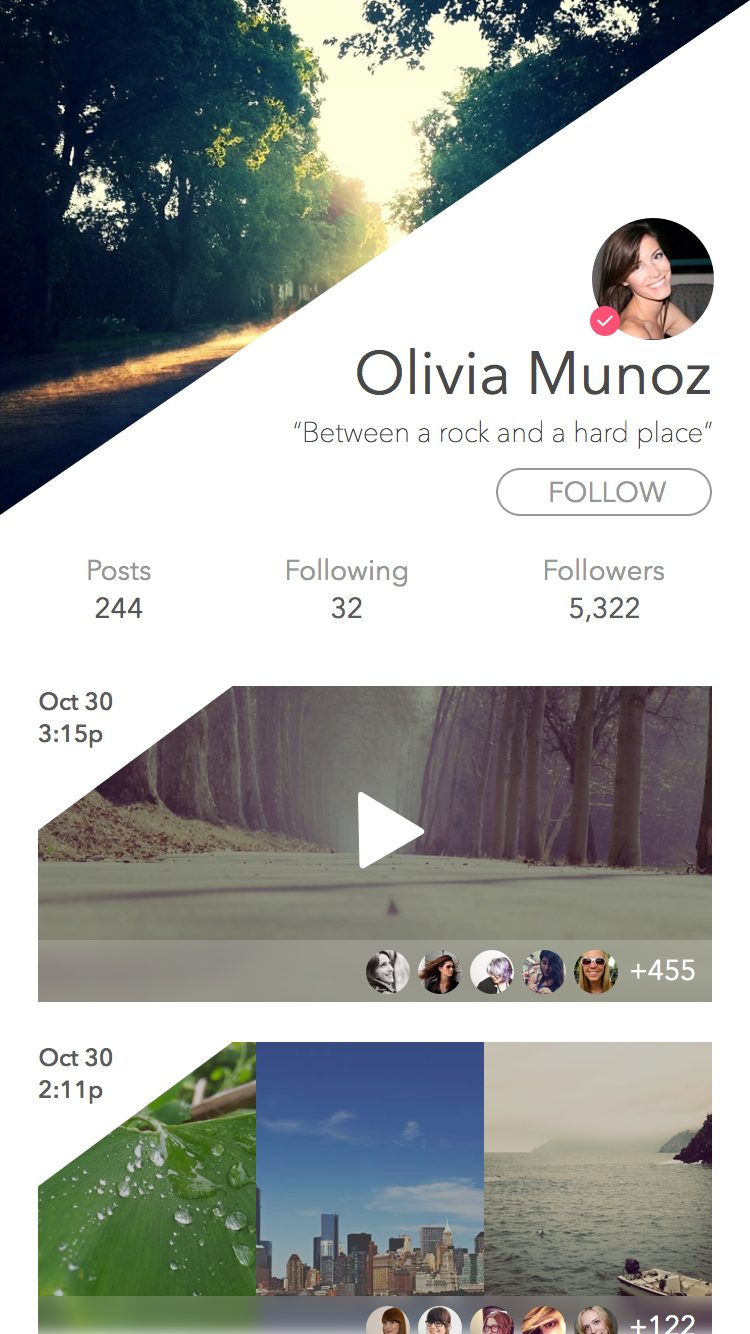 Olivia Munoz
“Between a rock and a hard place”
FOLLOW
Posts Following Followers
244 32 5,322
Oct 30
3:15p
+455
Oct 30
2:11p
+122